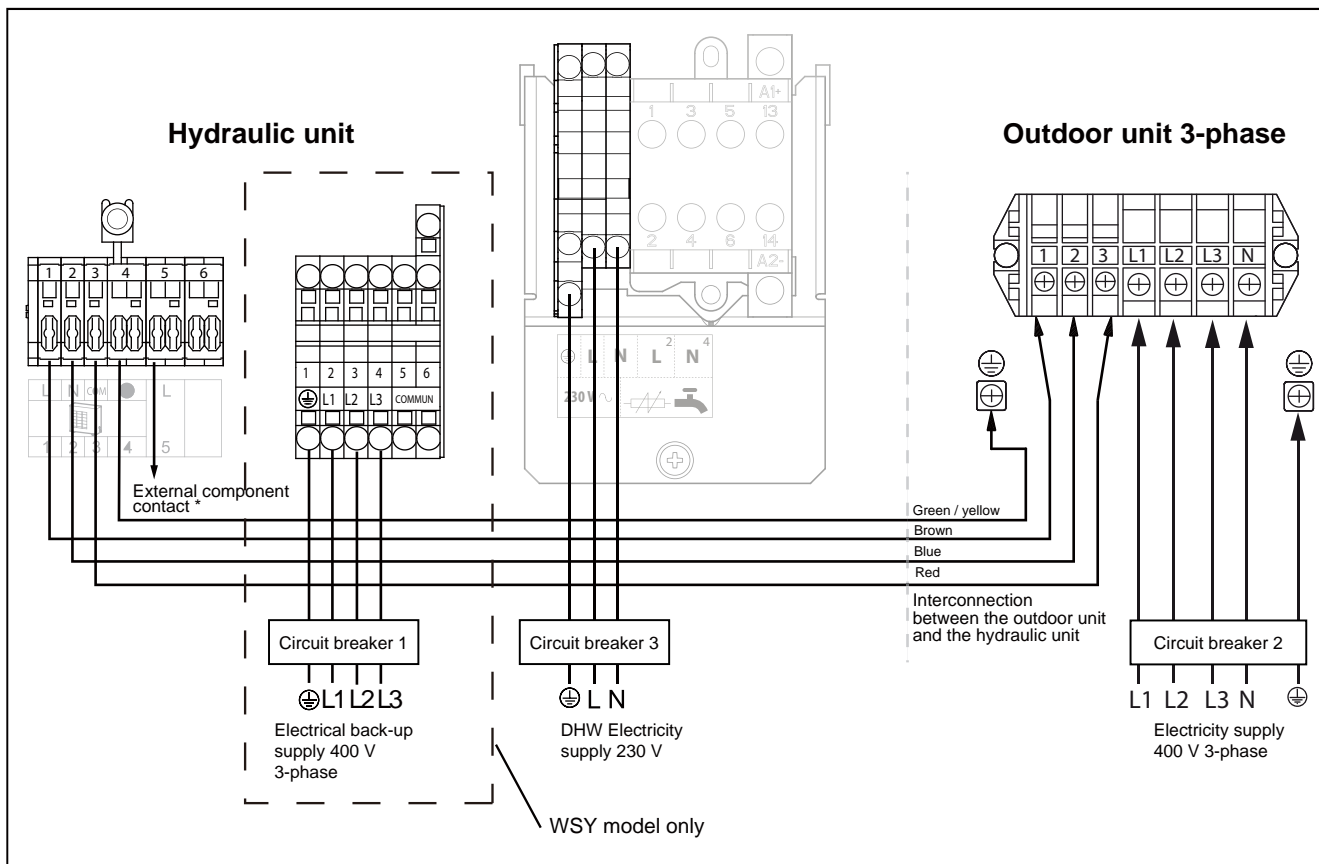 Hydraulic unit
Outdoor unit 3-phase
A1+
1 3 5 13
2 4 6 14
A2-
1 2 3 4 5 6
L N COM L
1 2 3 4 5
1 2 3 4 5 6
L1 L2 L3 COMMUN
L N L 2 N 4
230 V
1 2 3 L1 L2 L3 N
External component
contact *
Green / yellow
Brown
Blue
Red
Interconnection
between the outdoor unit
and the hydraulic unit
Circuit breaker 1
L1 L2 L3
Electrical back-up
supply 400 V
3-phase
Circuit breaker 3
L N
DHW Electricity
supply 230 V
Circuit breaker 2
L1 L2 L3 N
Electricity supply
400 V 3-phase
WSY model only